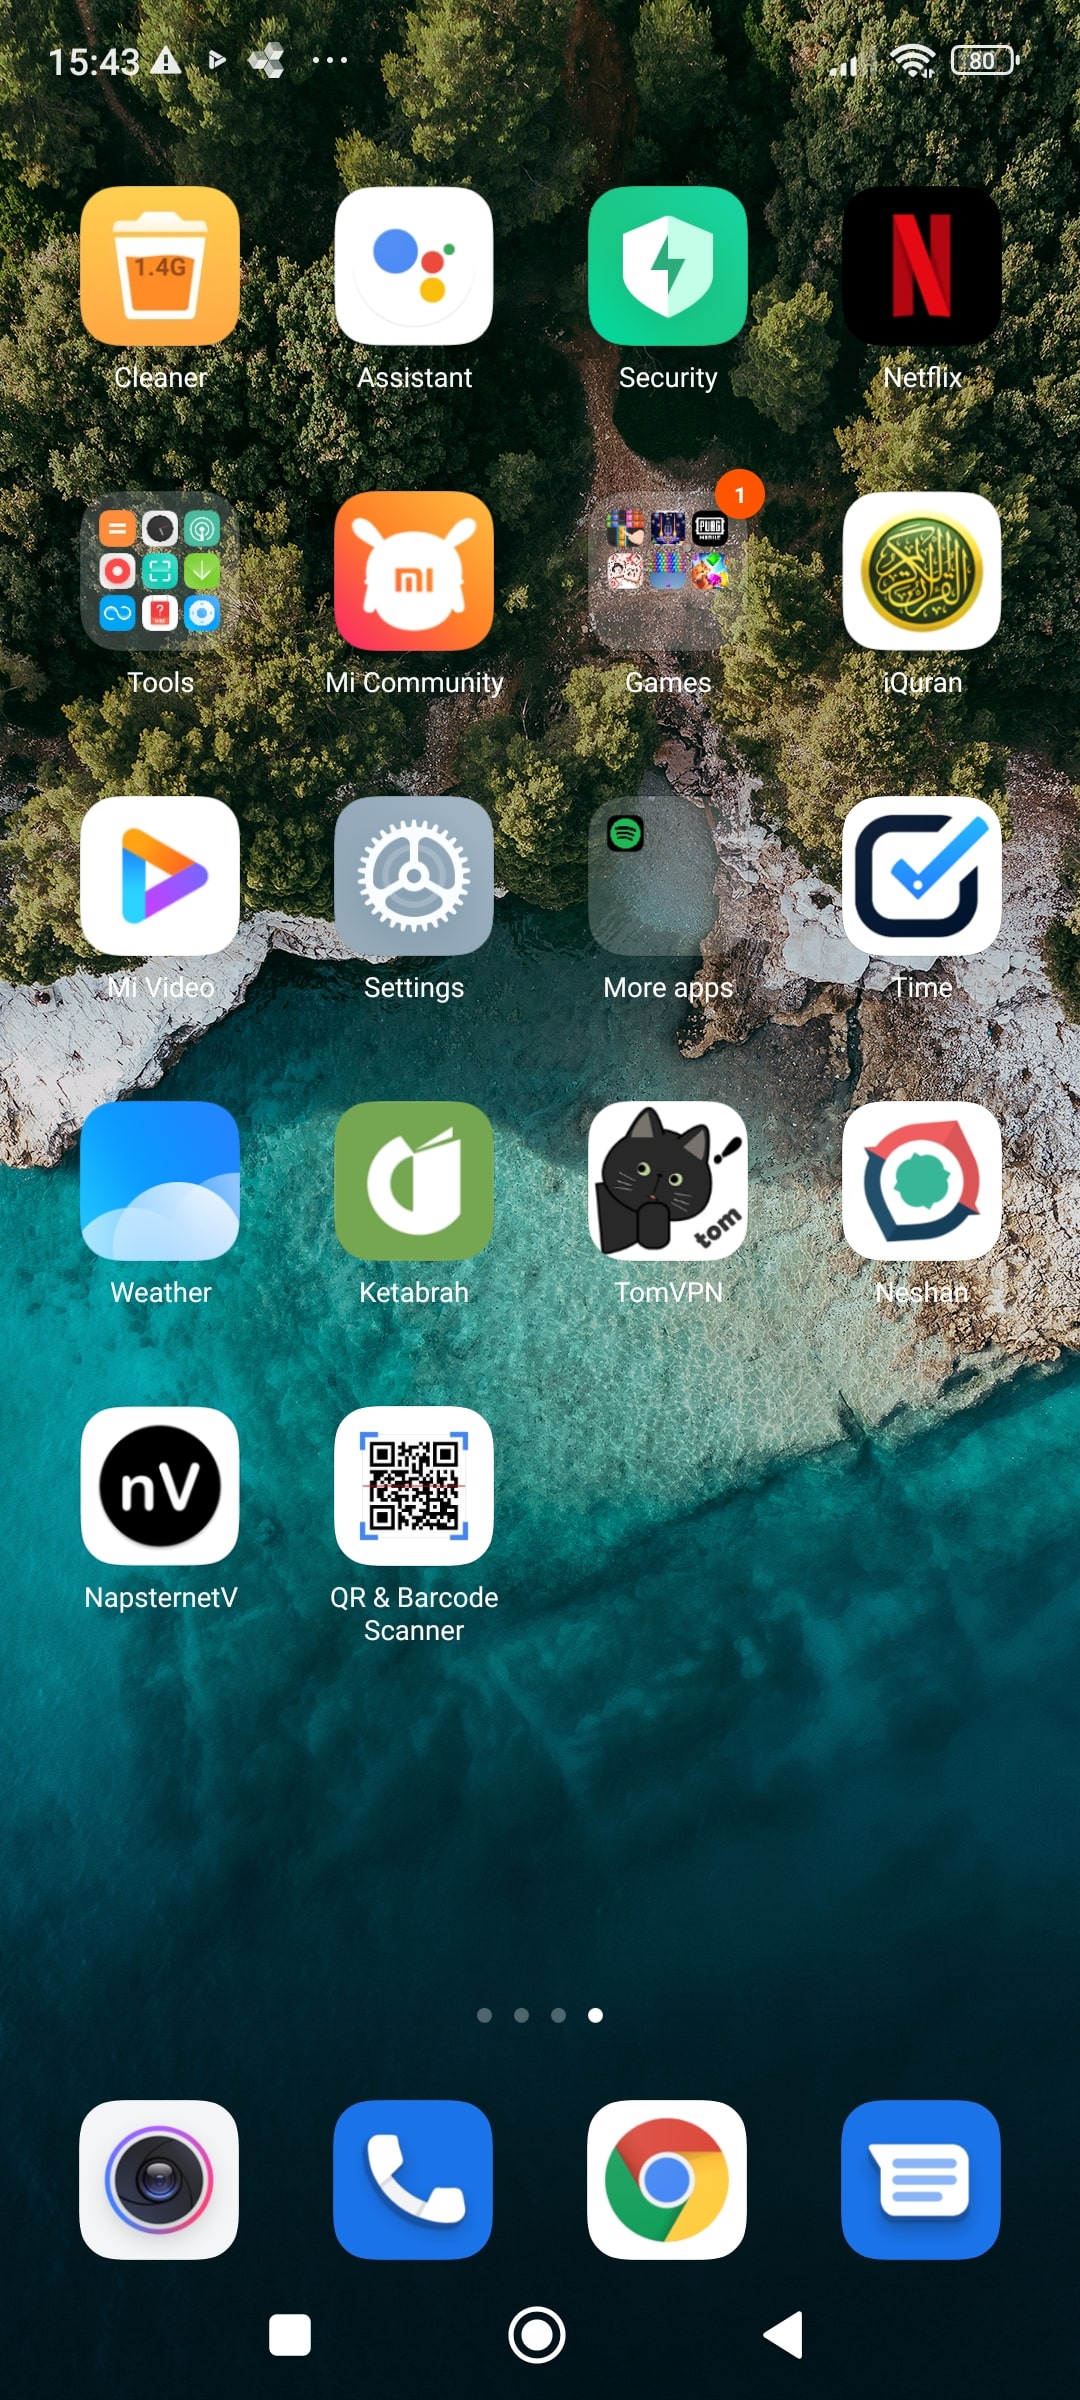 15:43
80
1.4G
Cleaner
Assistant
Security
Netflix
1
Tools
Mi Community
Games
iQuran
Mi Video
Settings
More apps
Time
tom
Weather
Ketabrah
TomVPN
Neshan
nV
NapsternetV
QR & Barcode
Scanner